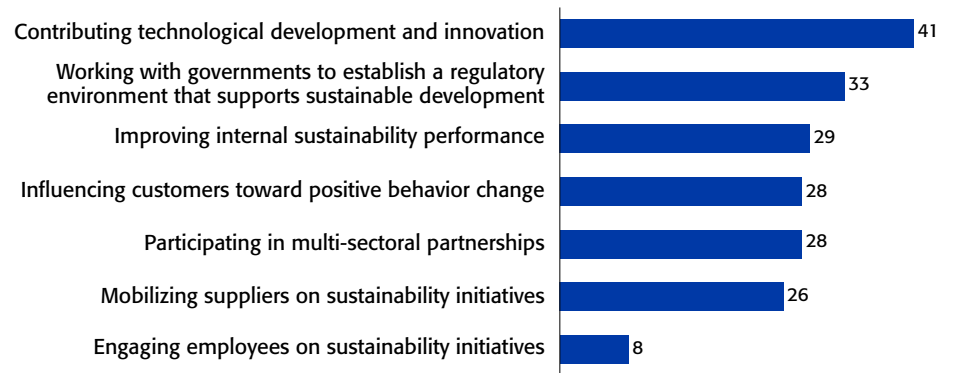 Contributing technological development and innovation 41
Working with governments to establish a regulatory
environment that supports sustainable development 33
Improving internal sustainability performance 29
Influencing customers toward positive behavior change 28
Participating in multi-sectoral partnerships 28
Mobilizing suppliers on sustainability initiatives 26
Engaging employees on sustainability initiatives 8